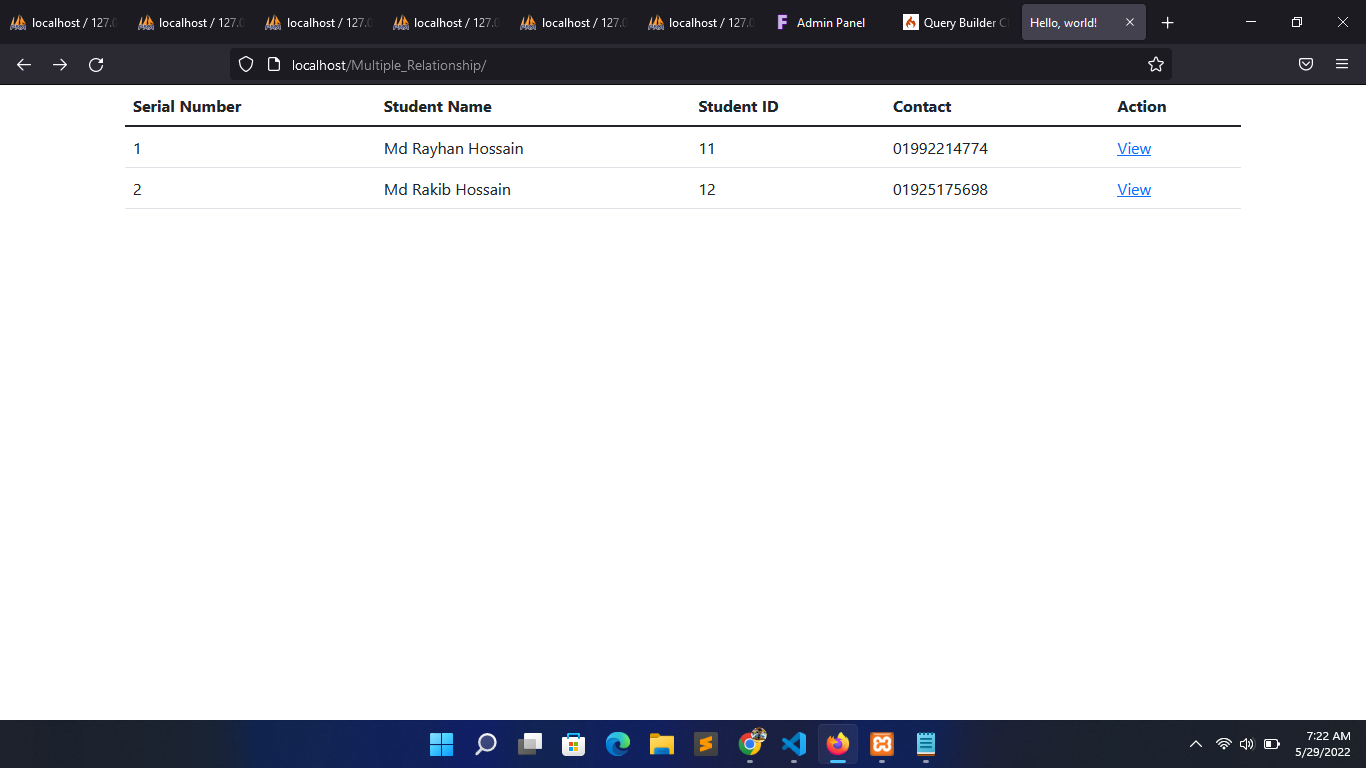 localhost / 127.0 localhost / 127.0 localhost / 127.0 localhost / 127.0 localhost / 127.0 localhost / 127.0 Admin Panel Query Builder Cl Hello, world!
localhost/Multiple_Relationship/
Serial Number Student Name Student ID Contact Action
1 Md Rayhan Hossain 11 01992214774 View
2 Md Rakib Hossain 12 01925175698 View
7:22 AM
5/29/2022